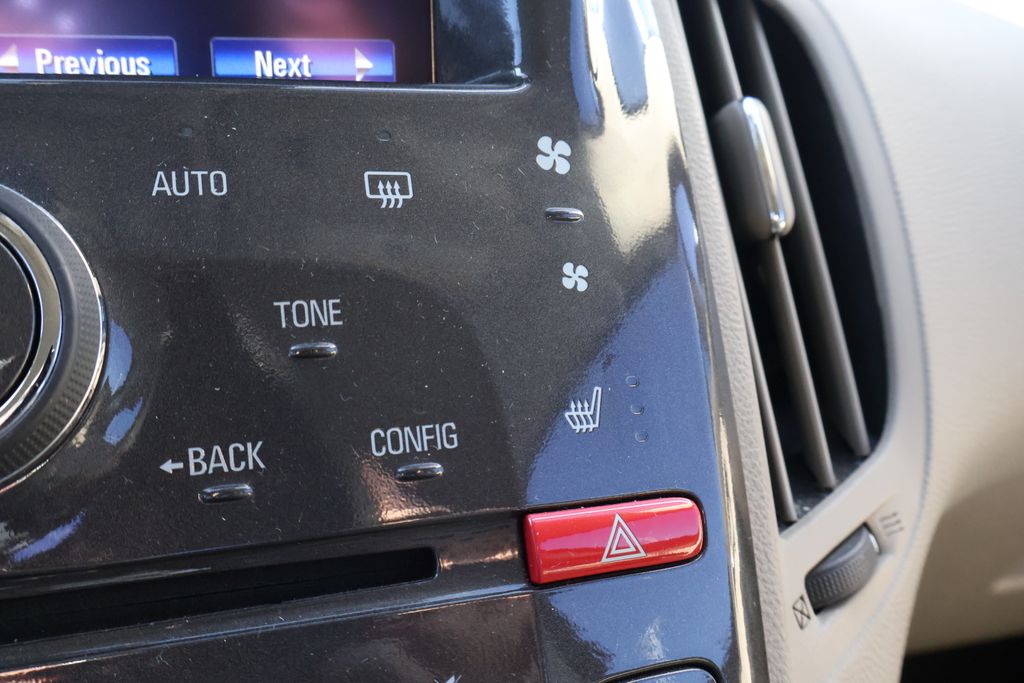 Previous
Next
AUTO
TONE
←BACK
CONFIG